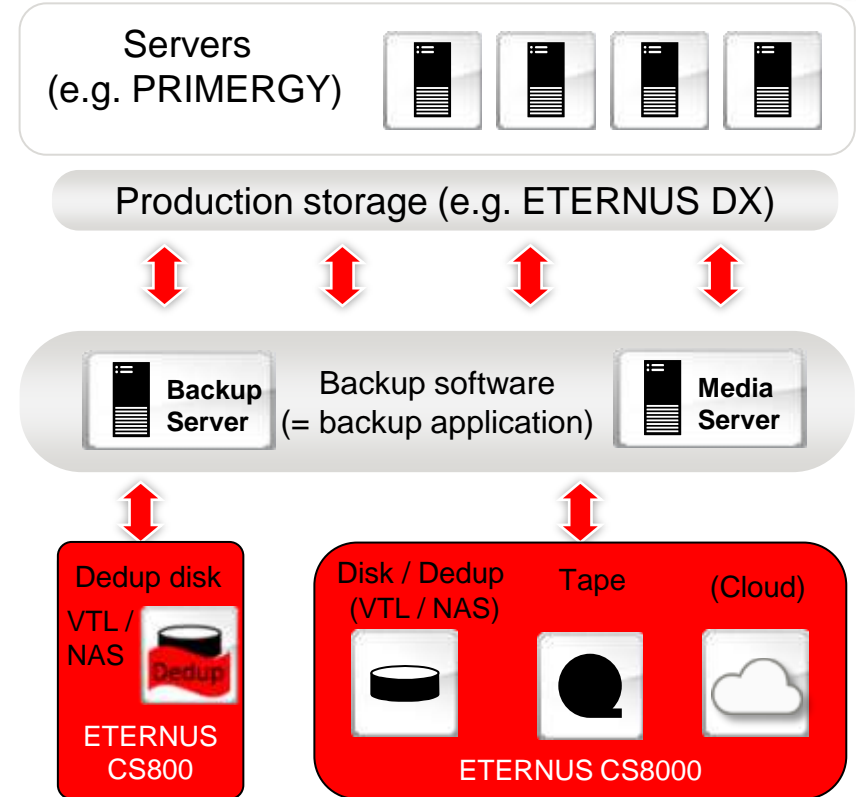 Servers
(e.g. PRIMERGY)
Production storage (e.g. ETERNUS DX)
Backup
Server
Backup software
(= backup application)
Media
Server
Dedup disk
VTL /
NAS
Dedup
ETERNUS
CS800
Disk / Dedup
(VTL / NAS)
Tape
(Cloud)
ETERNUS CS8000